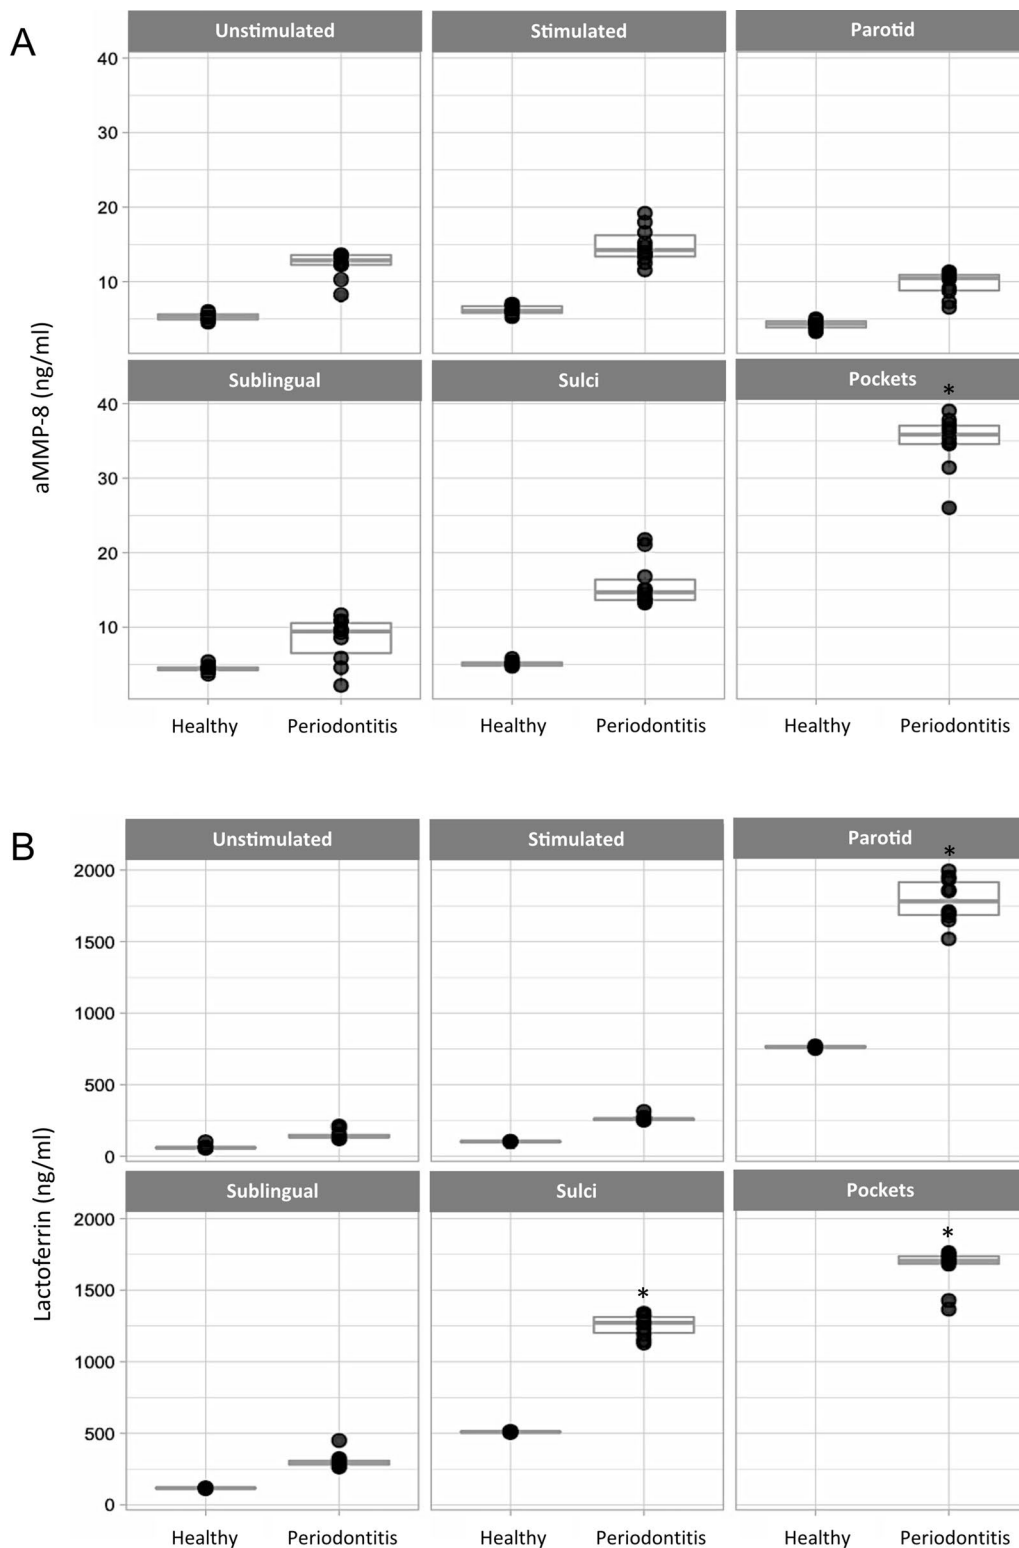 A
Unstimulated
Stimulated
Parotid
40
30
20
10
Sublingual
Sulci
Pockets
*
40
30
20
10
aMMP-8 (ng/ml)
Healthy
Periodontitis
Healthy
Periodontitis
Healthy
Periodontitis
B
Unstimulated
Stimulated
Parotid
*
2000
1500
1000
500
0
Sublingual
Sulci
Pockets
2000
*
1500
*
1000
500
0
Lactoferrin (ng/ml)
Healthy
Periodontitis
Healthy
Periodontitis
Healthy
Periodontitis